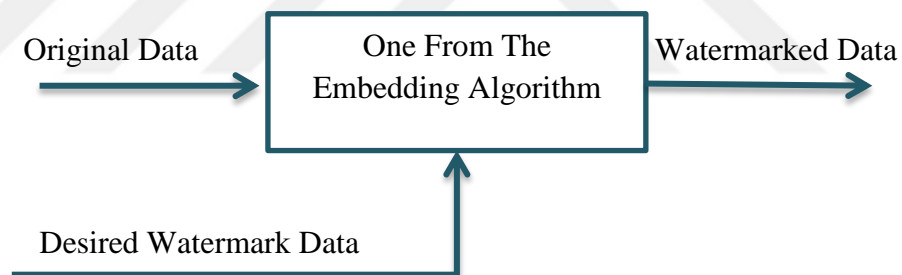 Original Data
One From The
Embedding Algorithm
Watermarked Data
Desired Watermark Data